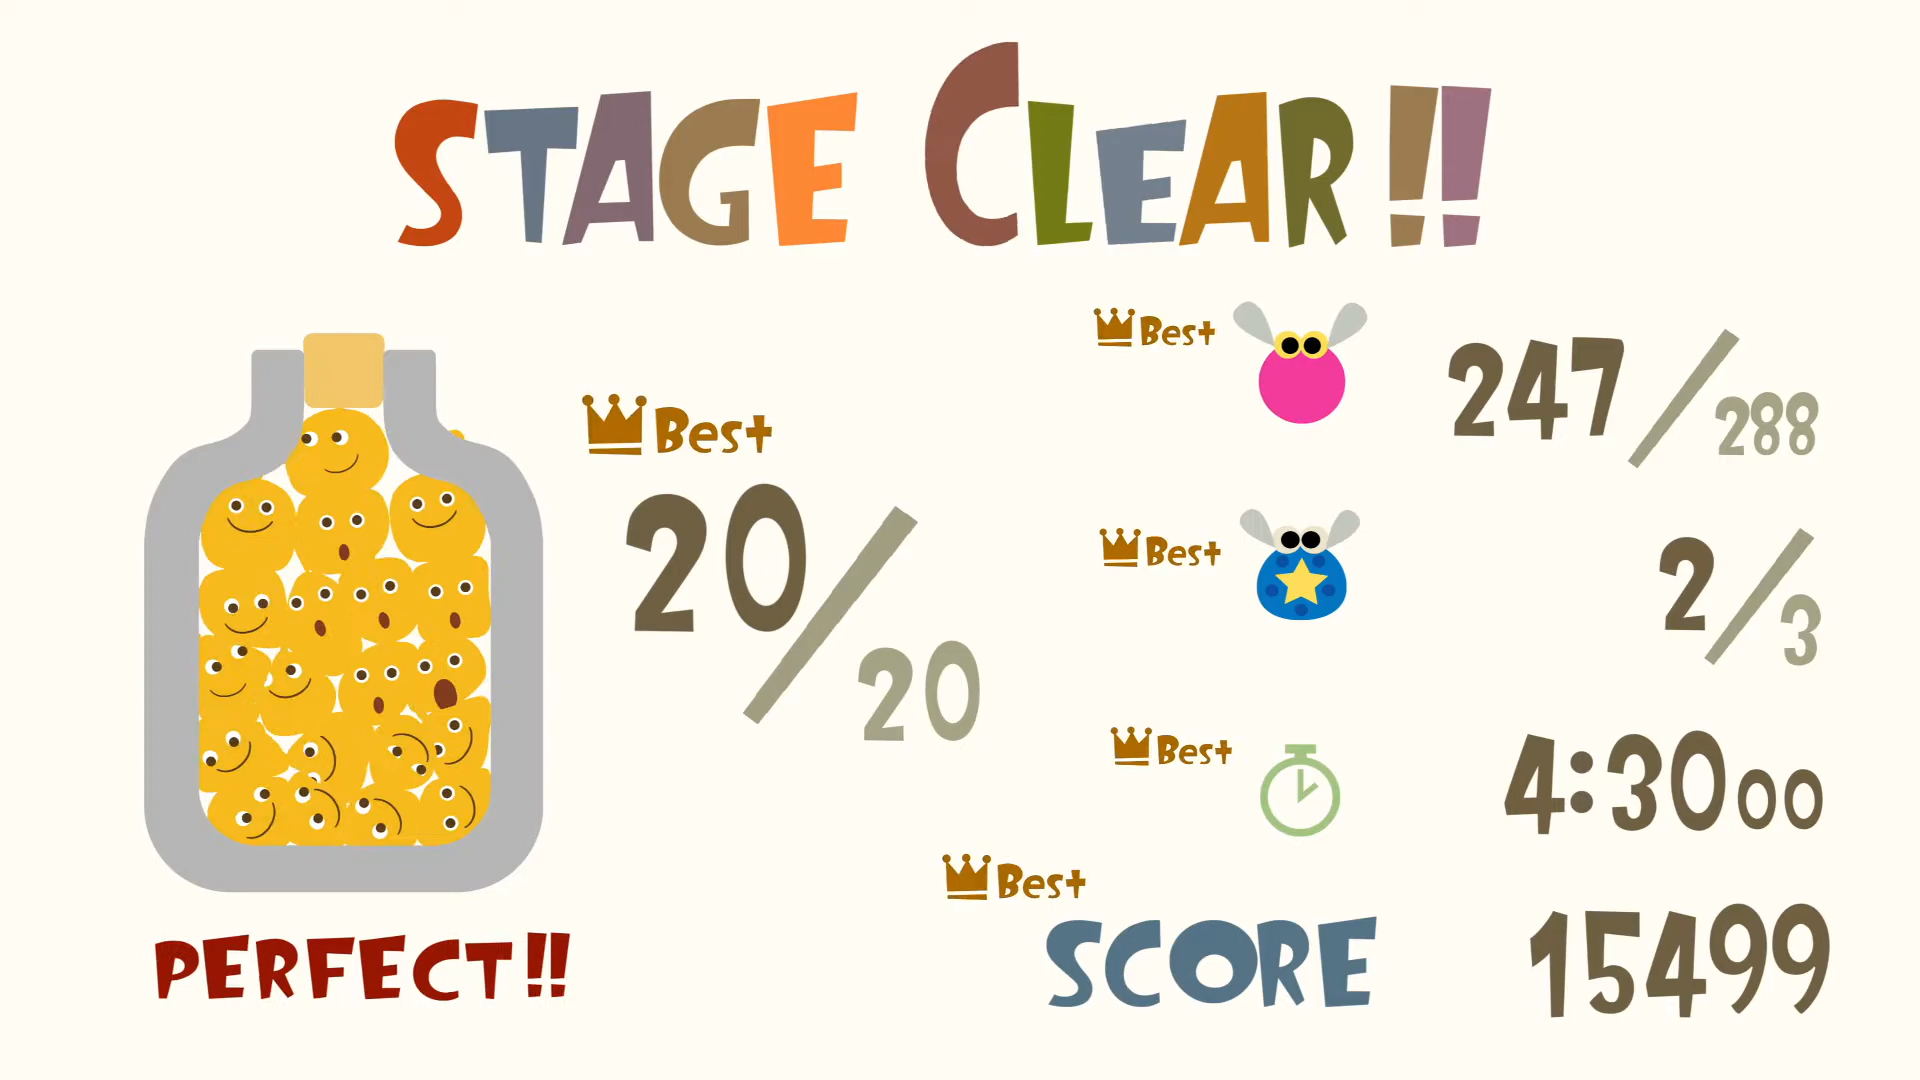 STAGE CLEAR!!
Best
247/288
Best
20/20
Best
2/3
Best
4:3000
Best
SCORE 15499
PERFECT!!